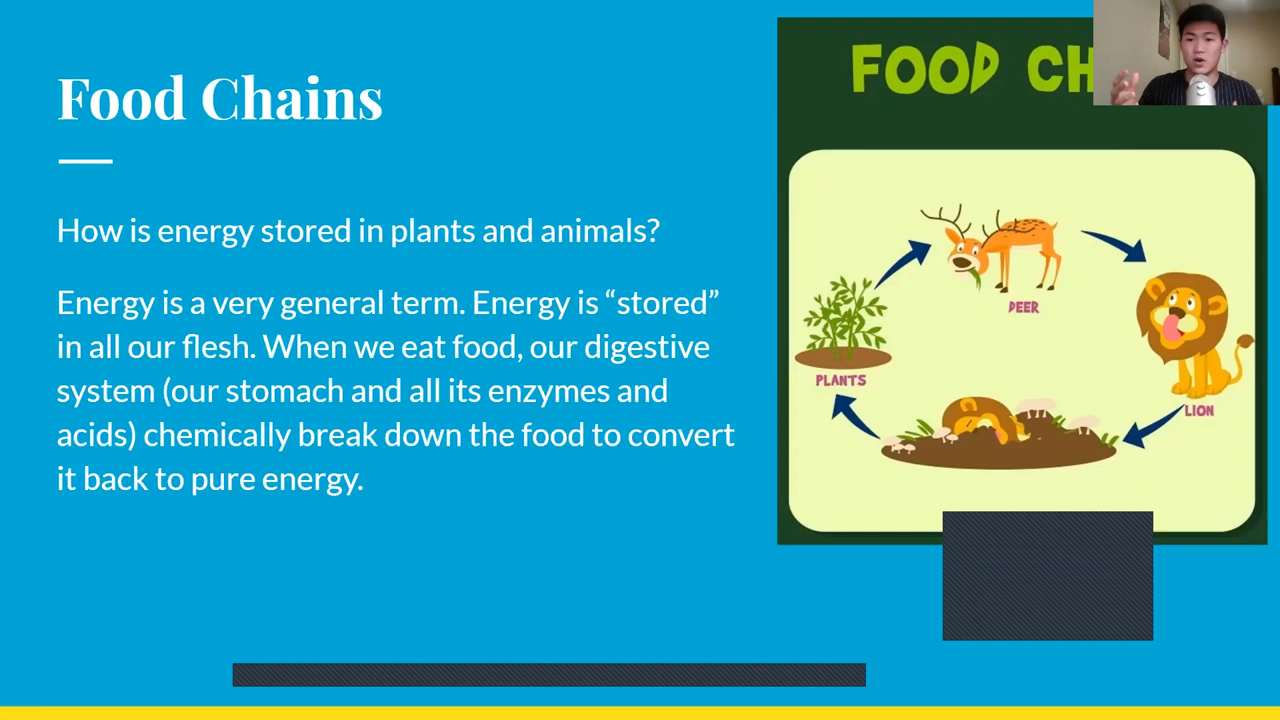 Food Chains
How is energy stored in plants and animals?
Energy is a very general term. Energy is “stored”
in all our flesh. When we eat food, our digestive
system (our stomach and all its enzymes and
acids) chemically break down the food to convert
it back to pure energy.
FOOD CH
DEER
PLANTS
LION